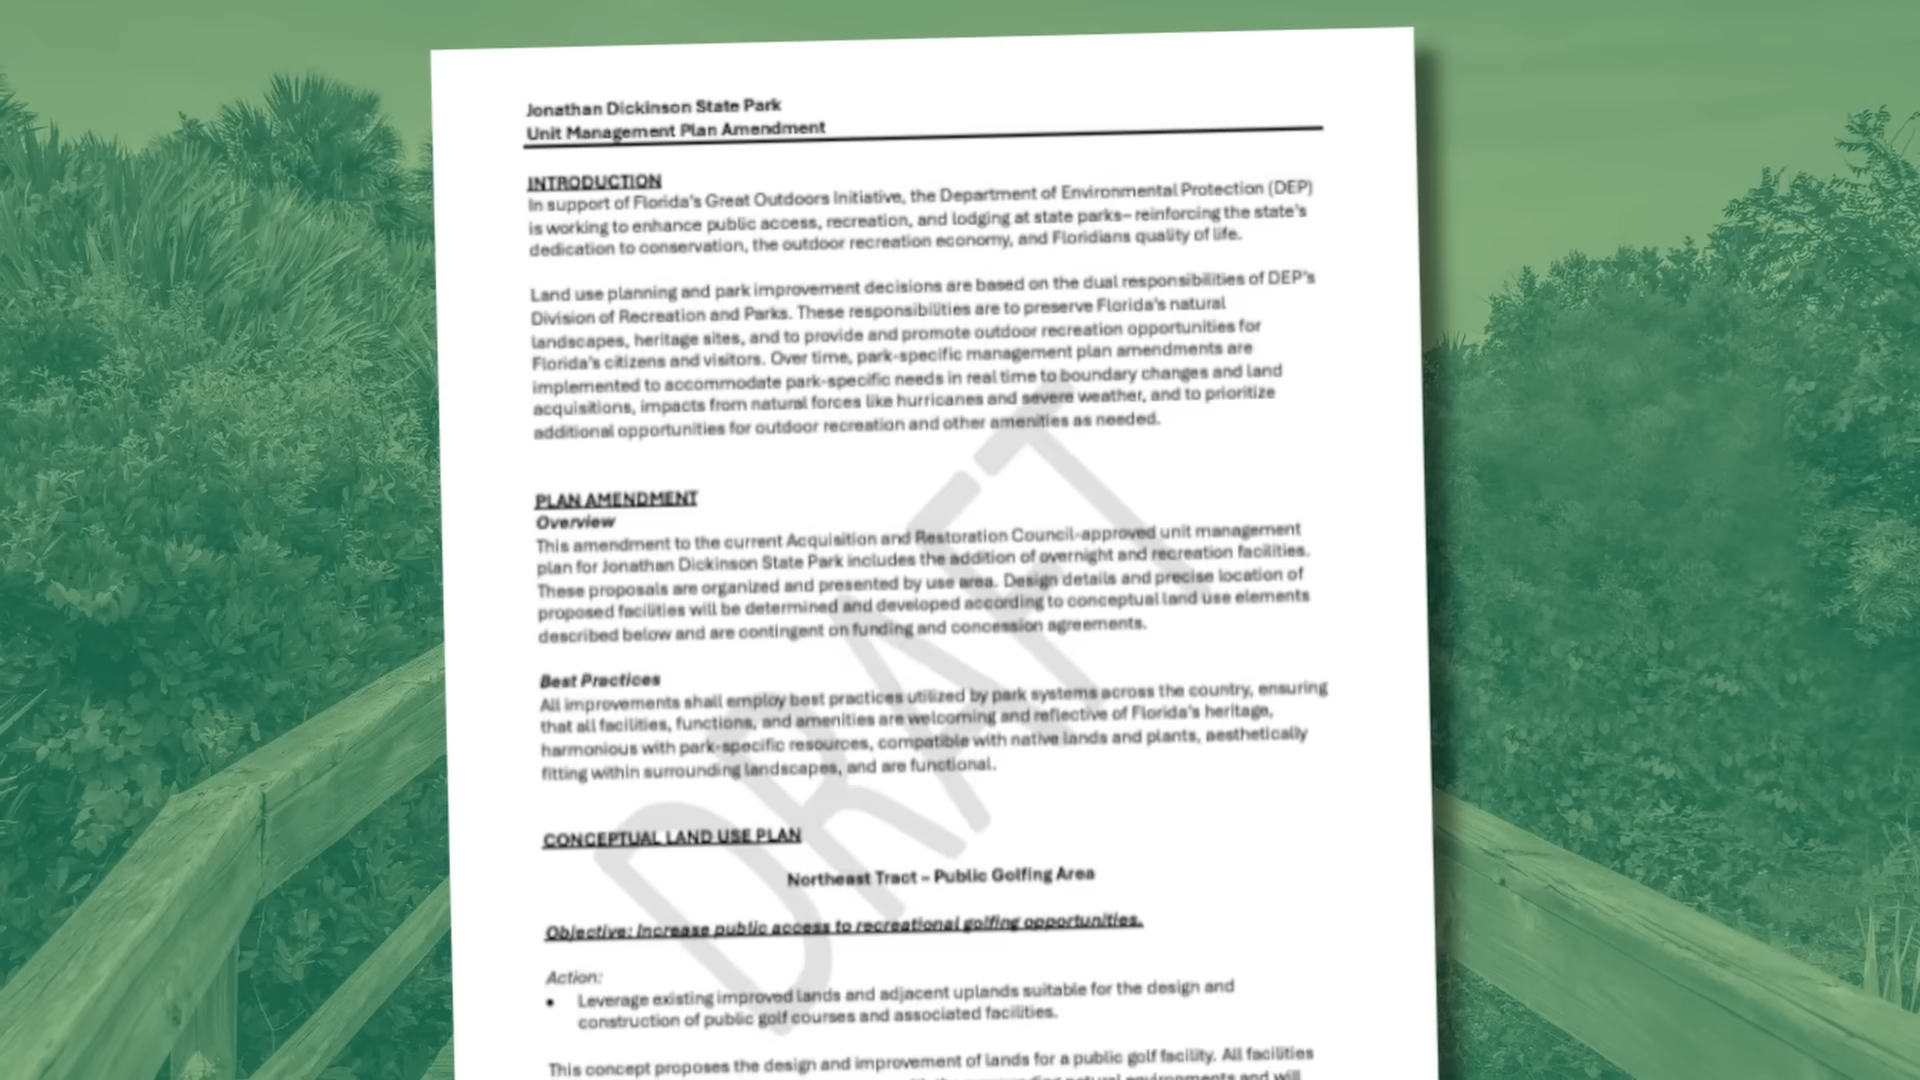 Jonathan Dickinson State Park
Unit Management Plan Amendment
INTRODUCTION
In support of Florida's Great Outdoors Initiative, the Department of Environmental Protection (DEP)
is working to enhance public access, recreation, and lodging at state parks– reinforcing the state's
dedication to conservation, the outdoor recreation economy, and Floridians quality of life.
Land use planning and park improvement decisions are based on the dual responsibilities of DEP's
Division of Recreation and Parks. These responsibilities are to preserve Florida's natural
landscapes, heritage sites, and to provide and promote outdoor recreation opportunities for
Florida's citizens and visitors. Over time, park-specific management plan amendments are
implemented to accommodate park-specific needs in real time to boundary changes and land
acquisitions, impacts from natural forces like hurricanes and severe weather, and to prioritize
additional opportunities for outdoor recreation and other amenities as needed.
PLAN AMENDMENT
Overview
This amendment to the current Acquisition and Restoration Council-approved unit management
plan for Jonathan Dickinson State Park includes the addition of overnight and recreation facilities.
These proposals are organized and presented by use area. Design details and precise location of
proposed facilities will be determined and developed according to conceptual land use elements
described below and are contingent on funding and concession agreements.
Best Practices
All improvements shall employ best practices utilized by park systems across the country, ensuring
that all facilities, functions, and amenities are welcoming and reflective of Florida's heritage,
harmonious with park-specific resources, compatible with native lands and plants, aesthetically
fitting within surrounding landscapes, and are functional.
CONCEPTUAL LAND USE PLAN
Northeast Tract – Public Golfing Area
Objective: Increase public access to recreational golfing opportunities.
Action:
• Leverage existing improved lands and adjacent uplands suitable for the design and
construction of public golf courses and associated facilities.
This concept proposes the design and improvement of lands for a public golf facility. All facilities
natural environments and will
DRAFT